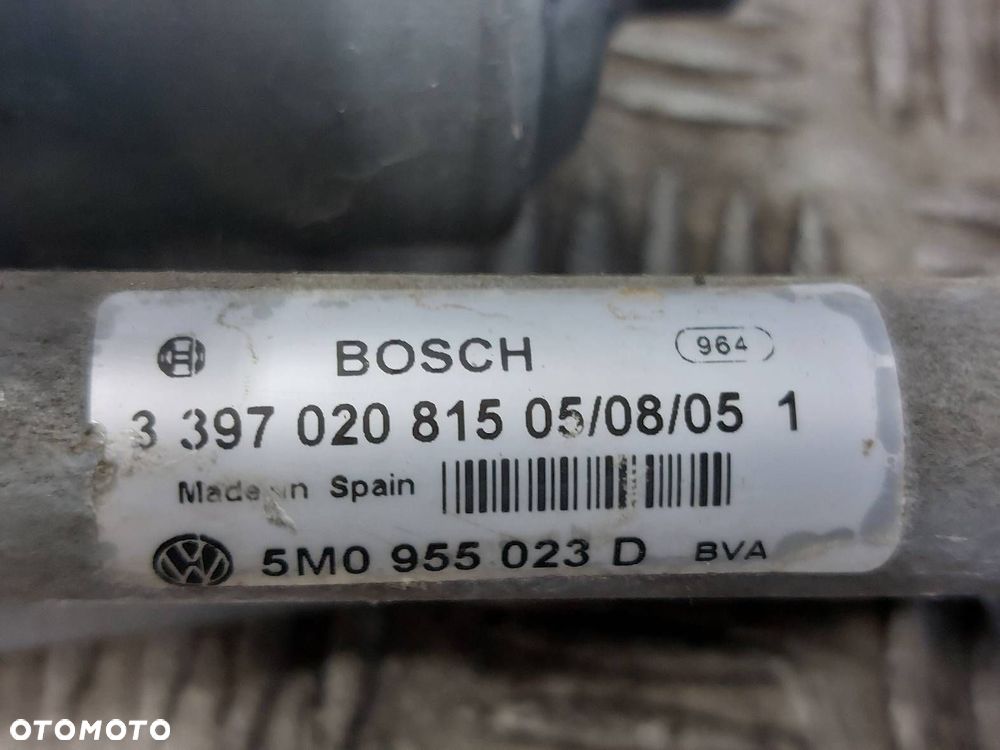 BOSCH 964
3 397 020 815 05/08/05 1
Made in Spain
5M0 955 023 D BVA
OTOMOTO